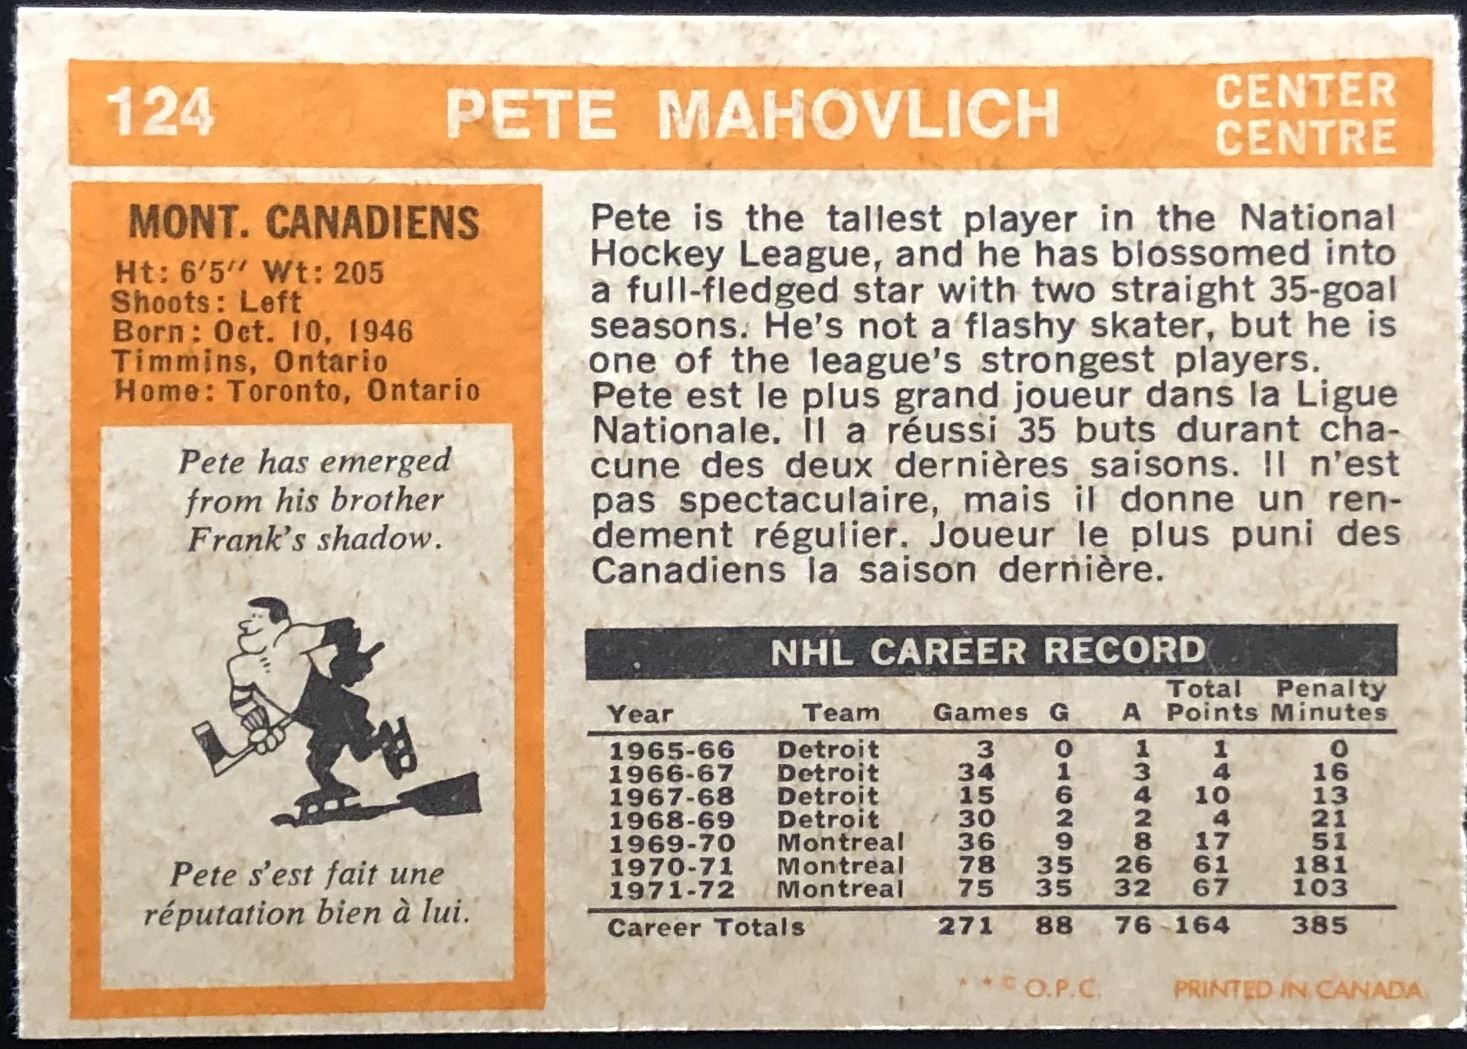 124 PETE MAHOVLICH CENTER
CENTRE
MONT. CANADIENS
Ht: 6'5" Wt: 205
Shoots: Left
Born: Oct. 10, 1946
Timmins, Ontario
Home: Toronto, Ontario
Pete has emerged
from his brother
Frank's shadow.
Pete s'est fait une
réputation bien à lui.
Pete is the tallest player in the National
Hockey League, and he has blossomed into
a full-fledged star with two straight 35-goal
seasons. He's not a flashy skater, but he is
one of the league's strongest players.
Pete est le plus grand joueur dans la Ligue
Nationale. Il a réussi 35 buts durant cha-
cune des deux dernières saisons. Il n'est
pas spectaculaire, mais il donne un ren-
dement régulier. Joueur le plus puni des
Canadiens la saison dernière.
NHL CAREER RECORD
Total Penalty
Year Team Games G A Points Minutes
1965-66 Detroit 3 0 1 1 0
1966-67 Detroit 34 1 3 4 16
1967-68 Detroit 15 6 4 10 13
1968-69 Detroit 30 2 2 4 21
1969-70 Montreal 36 9 8 17 51
1970-71 Montreal 78 35 26 61 181
1971-72 Montreal 75 35 32 67 103
Career Totals 271 88 76 164 385
* * © O.P.C. PRINTED IN CANADA